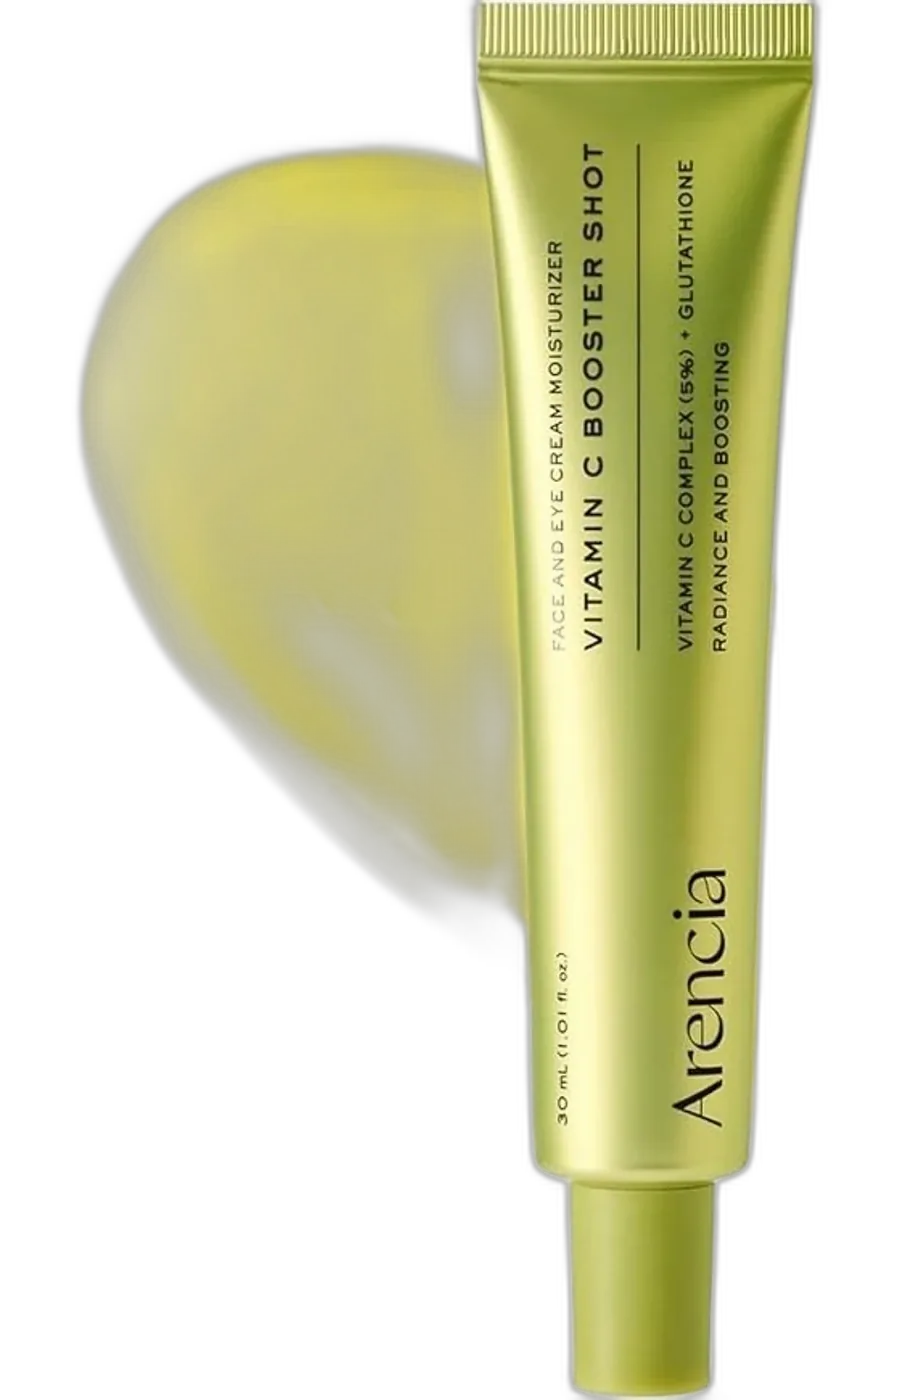 FACE AND EYE CREAM MOISTURIZER
VITAMIN C BOOSTER SHOT
VITAMIN C COMPLEX (5%) + GLUTATHIONE
RADIANCE AND BOOSTING
30 mL (1.01 fl. oz.)
Arencia